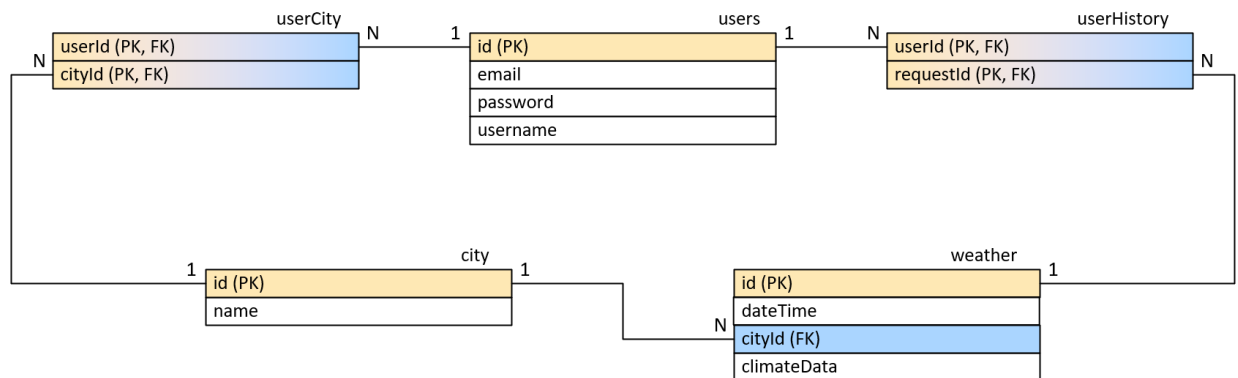 userCity
users
userHistory
userId (PK, FK)
N
1
id (PK)
1
N
userId (PK, FK)
N
cityId (PK, FK)
email
requestId (PK, FK)
N
password
username
city
weather
1
id (PK)
1
id (PK)
1
name
dateTime
N
cityId (FK)
climateData